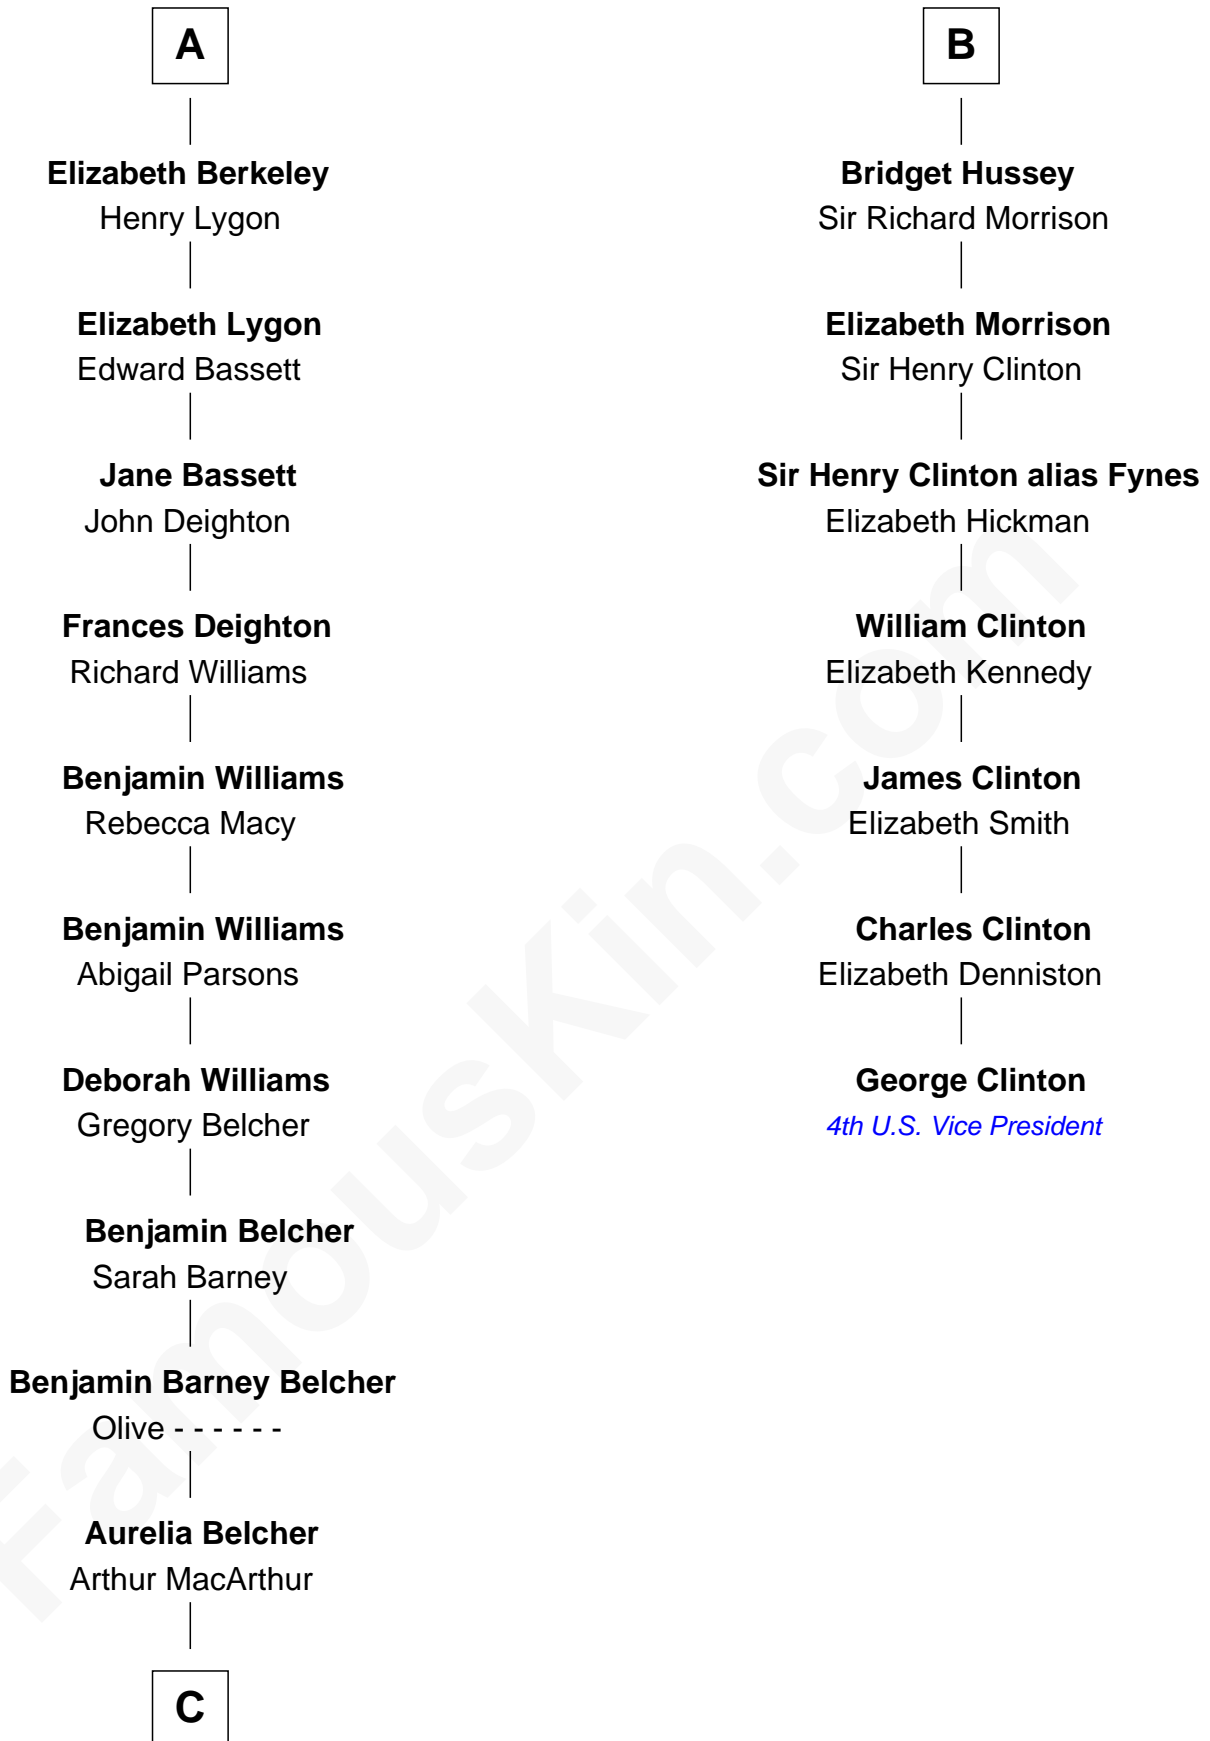 A
Elizabeth Berkeley
Henry Lygon
Elizabeth Lygon
Edward Bassett
Jane Bassett
John Deighton
Frances Deighton
Richard Williams
Benjamin Williams
Rebecca Macy
Benjamin Williams
Abigail Parsons
Deborah Williams
Gregory Belcher
Benjamin Belcher
Sarah Barney
Benjamin Barney Belcher
Olive - - - - - -
Aurelia Belcher
Arthur MacArthur
C
B
Bridget Hussey
Sir Richard Morrison
Elizabeth Morrison
Sir Henry Clinton
Sir Henry Clinton alias Fynes
Elizabeth Hickman
William Clinton
Elizabeth Kennedy
James Clinton
Elizabeth Smith
Charles Clinton
Elizabeth Denniston
George Clinton
4th U.S. Vice President
FamousKin.com